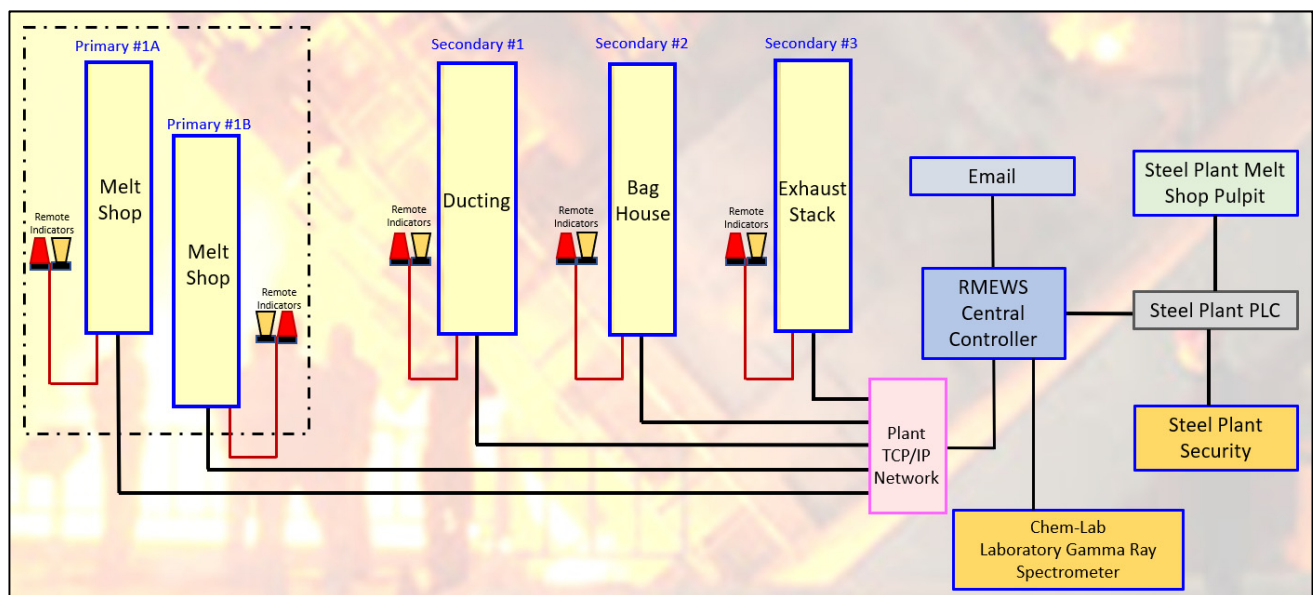 Primary #1A
Melt
Shop
Remote
Indicators
Primary #1B
Melt
Shop
Remote
Indicators
Secondary #1
Ducting
Remote
Indicators
Secondary #2
Bag
House
Remote
Indicators
Secondary #3
Exhaust
Stack
Remote
Indicators
Plant
TCP/IP
Network
Email
RMEWS
Central
Controller
Chem-Lab
Laboratory Gamma Ray
Spectrometer
Steel Plant Melt
Shop Pulpit
Steel Plant PLC
Steel Plant
Security